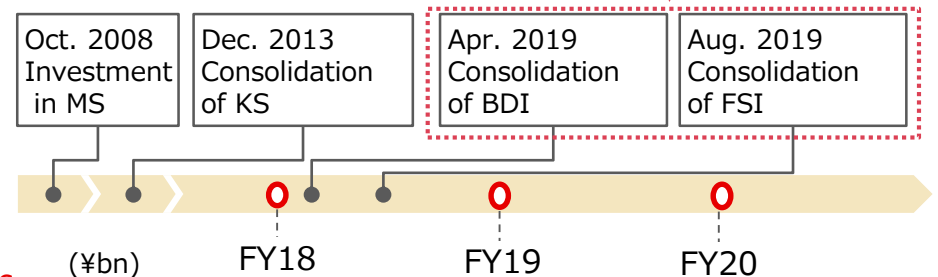 Oct. 2008
Investment
in MS
Dec. 2013
Consolidation
of KS
Apr. 2019
Consolidation
of BDI
Aug. 2019
Consolidation
of FSI
(¥bn)
FY18
FY19
FY20